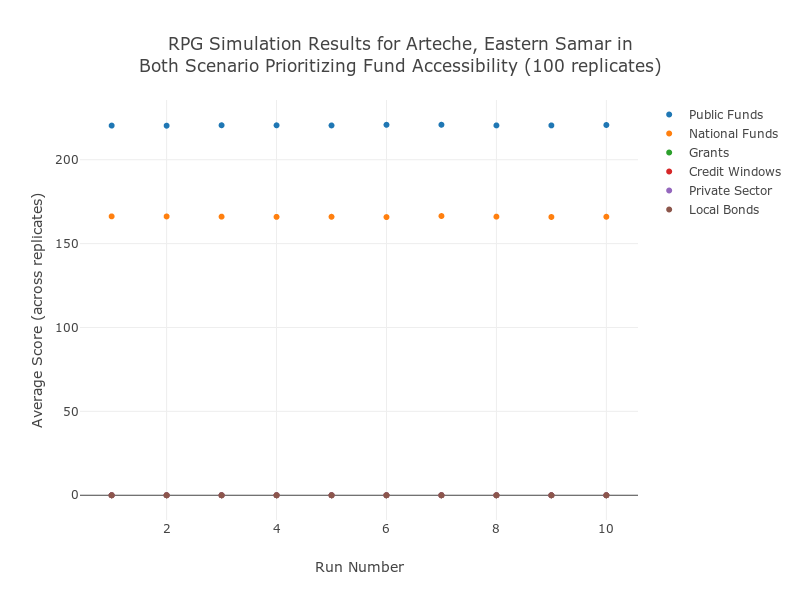 RPG Simulation Results for Arteche, Eastern Samar in
Both Scenario Prioritizing Fund Accessibility (100 replicates)
Public Funds
National Funds
Grants
Credit Windows
Private Sector
Local Bonds
Average Score (across replicates)
200
150
100
50
0
2
4
6
8
10
Run Number